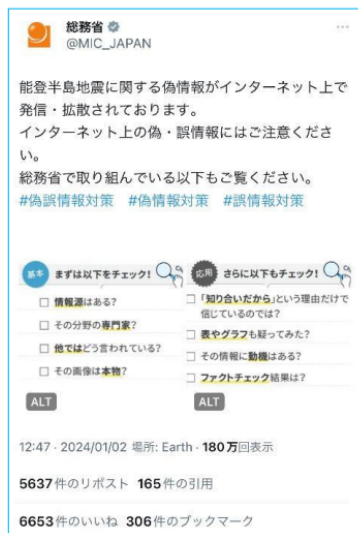 総務省
@MIC_JAPAN
能登半島地震に関する偽情報がインターネット上で
発信・拡散されております。
インターネット上の偽・誤情報にはご注意くださ
い。
総務省で取り組んでいる以下もご覧ください。
#偽誤情報対策 #偽情報対策 #誤情報対策
基本 まずは以下をチェック!
□ 情報源はある?
□ その分野の専門家?
□ 他ではどう言われている?
□ その画像は本物?
ALT
応用 さらに以下もチェック!
□ 「知り合いだから」という理由だけで
信じているのでは?
□ 表やグラフも疑ってみた?
□ その情報に動機はある?
□ ファクトチェック結果は?
ALT
12:47 · 2024/01/02 場所: Earth · 180万回表示
5637件のリポスト 165件の引用
6653件のいいね 306件のブックマーク